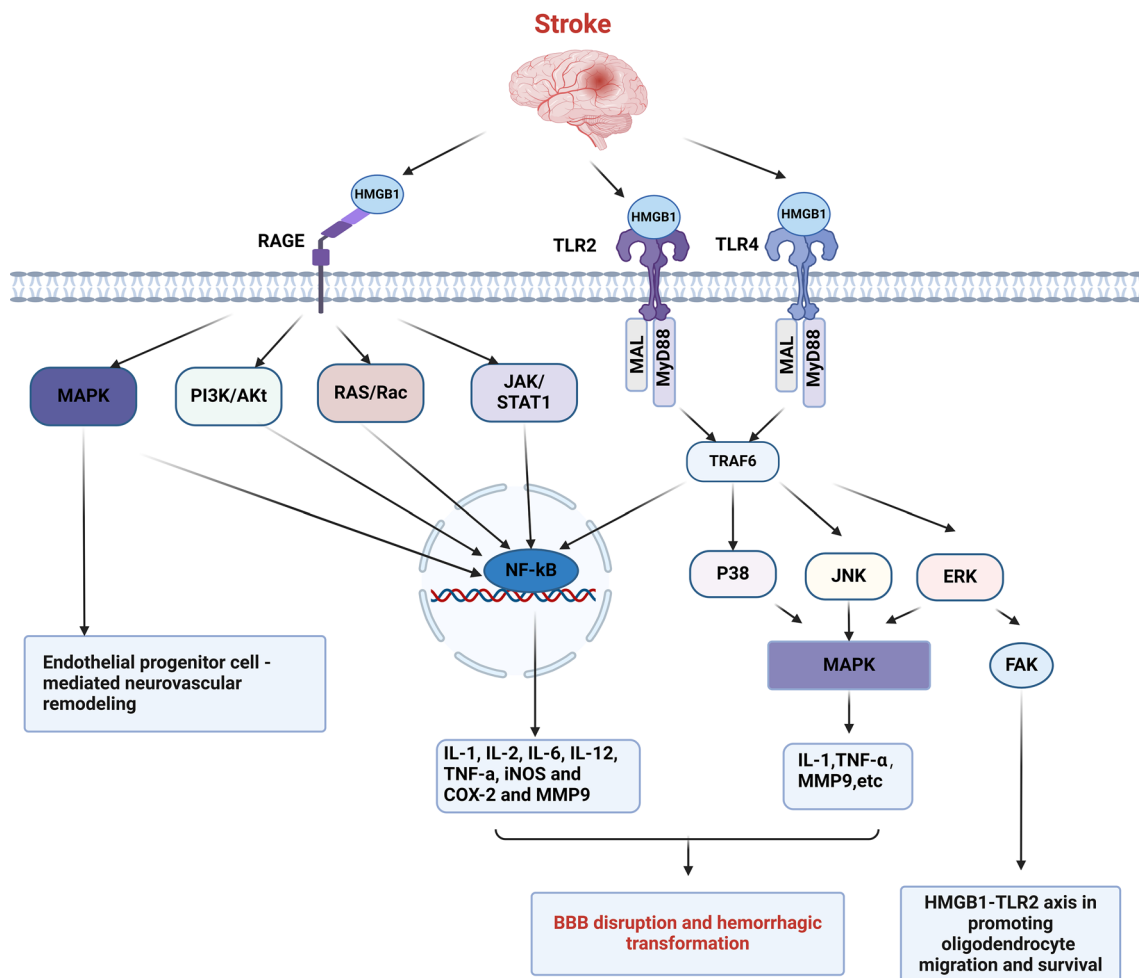 Stroke
HMGB1
HMGB1
HMGB1
RAGE
TLR2
TLR4
MAL
MyD88
MAL
MyD88
MAPK
PI3K/AKt
RAS/Rac
JAK/
STAT1
TRAF6
NF-kB
P38
JNK
ERK
Endothelial progenitor cell -
mediated neurovascular
remodeling
MAPK
FAK
IL-1, IL-2, IL-6, IL-12,
TNF-a, iNOS and
COX-2 and MMP9
IL-1,TNF-α,
MMP9,etc
BBB disruption and hemorrhagic
transformation
HMGB1-TLR2 axis in
promoting
oligodendrocyte
migration and survival